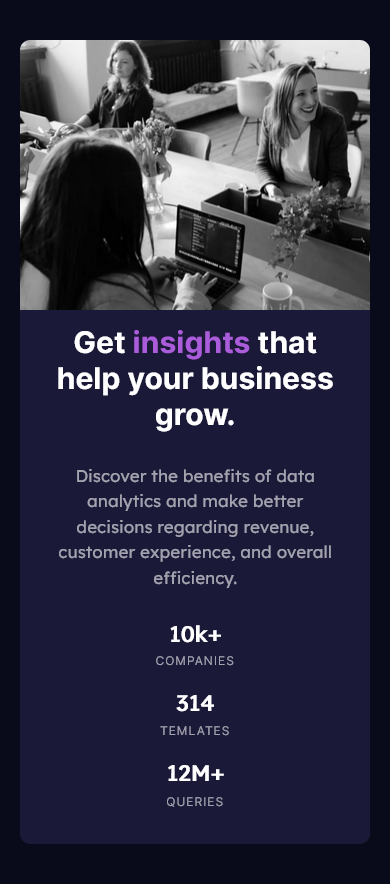 Get insights that
help your business
grow.
Discover the benefits of data
analytics and make better
decisions regarding revenue,
customer experience, and overall
efficiency.
10k+
COMPANIES
314
TEMLATES
12M+
QUERIES